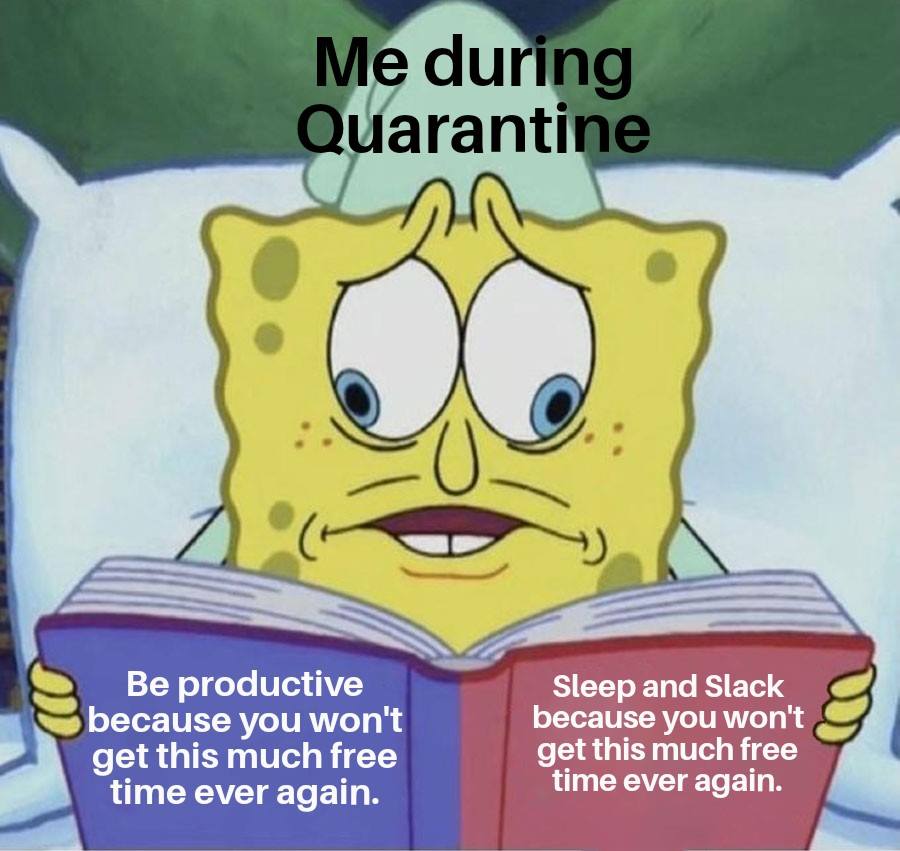 Me during
Quarantine
Be productive
because you won't
get this much free
time ever again.
Sleep and Slack
because you won't
get this much free
time ever again.